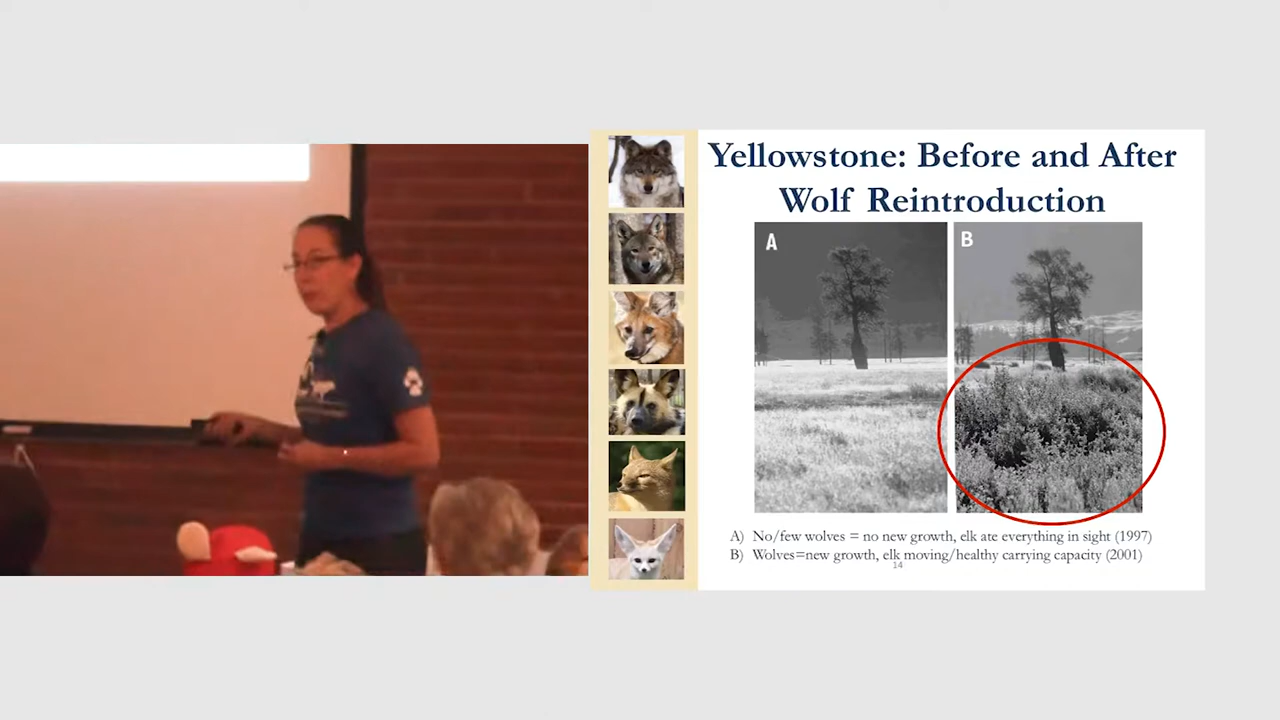 Yellowstone: Before and After
Wolf Reintroduction
A
B
A) No/few wolves = no new growth, elk ate everything in sight (1997)
B) Wolves=new growth, elk moving/healthy carrying capacity (2001)
14